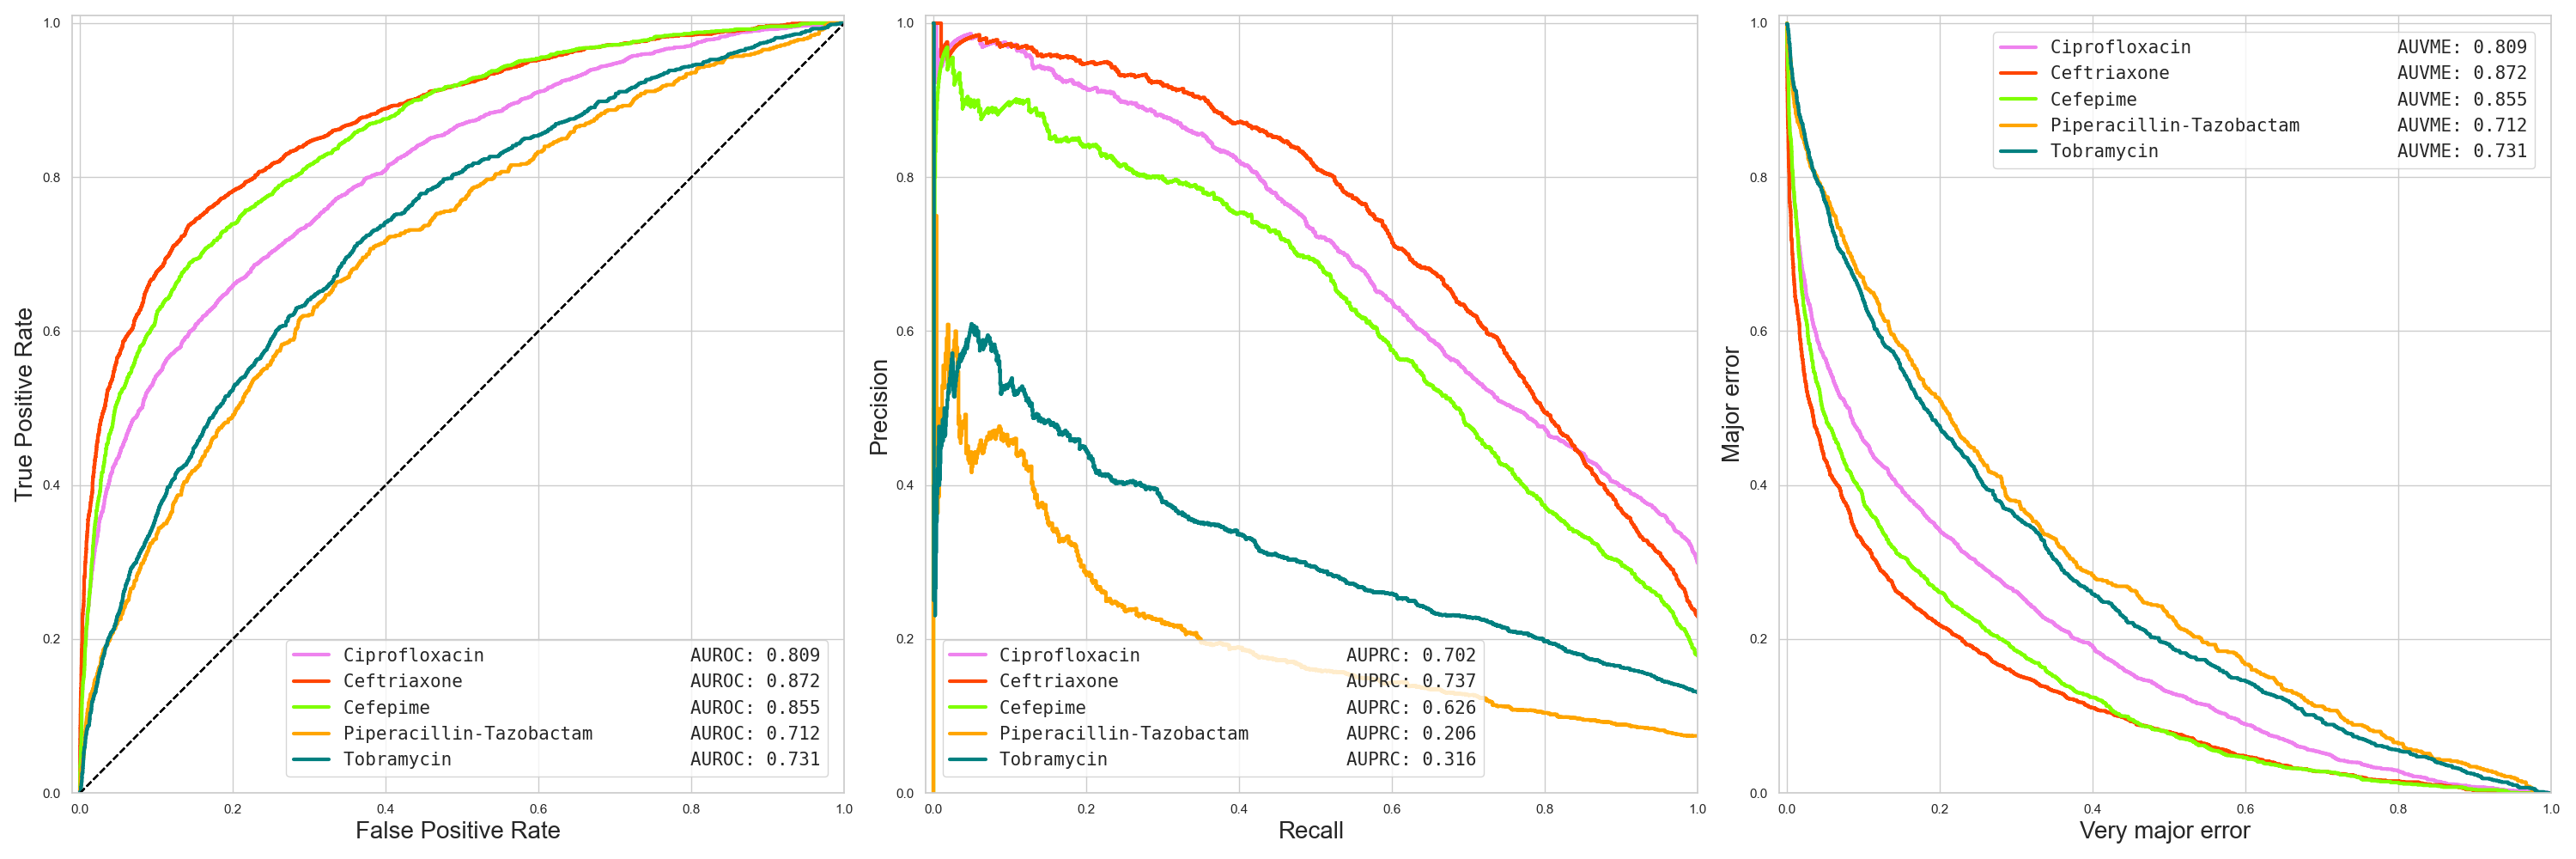 1.0
0.8
0.6
0.4
0.2
0.0
True Positive Rate
Ciprofloxacin AUROC: 0.809
Ceftriaxone AUROC: 0.872
Cefepime AUROC: 0.855
Piperacillin-Tazobactam AUROC: 0.712
Tobramycin AUROC: 0.731
0.0 0.2 0.4 0.6 0.8 1.0
False Positive Rate
1.0
0.8
0.6
0.4
0.2
0.0
Precision
Ciprofloxacin AUPRC: 0.702
Ceftriaxone AUPRC: 0.737
Cefepime AUPRC: 0.626
Piperacillin-Tazobactam AUPRC: 0.206
Tobramycin AUPRC: 0.316
0.0 0.2 0.4 0.6 0.8 1.0
Recall
1.0
0.8
0.6
0.4
0.2
0.0
Major error
Ciprofloxacin AUVME: 0.809
Ceftriaxone AUVME: 0.872
Cefepime AUVME: 0.855
Piperacillin-Tazobactam AUVME: 0.712
Tobramycin AUVME: 0.731
0.0 0.2 0.4 0.6 0.8 1.0
Very major error